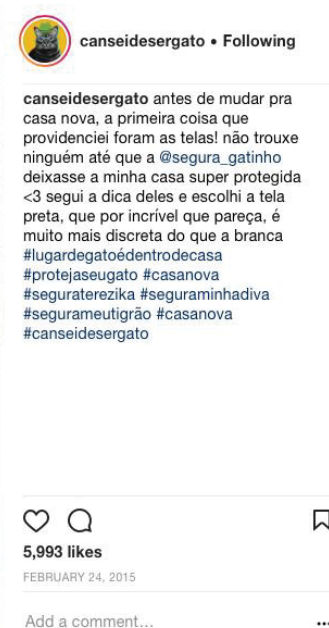 canseidesergato • Following
canseidesergato antes de mudar pra
casa nova, a primeira coisa que
providenciei foram as telas! não trouxe
ninguém até que a @segura_gatinho
deixasse a minha casa super protegida
<3 segui a dica deles e escolhi a tela
preta, que por incrível que pareça, é
muito mais discreta do que a branca
#lugardegatoédentrodecasa
#protejaseugato #casanova
#seguraterezika #seguraminhadiva
#segurameutigrão #casanova
#canseidesergato
5,993 likes
FEBRUARY 24, 2015
Add a comment...